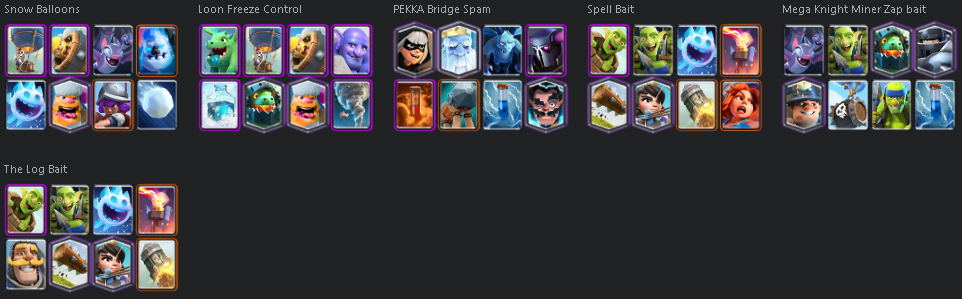 Snow Balloons
Loon Freeze Control
PEKKA Bridge Spam
Spell Bait
Mega Knight Miner Zap bait
The Log Bait